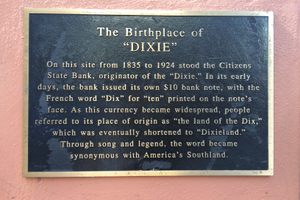 The Birthplace of
"DIXIE"
On this site from 1835 to 1924 stood the Citizens
State Bank, originator of the "Dixie." In its early
days, the bank issued its own $10 bank note, with the
French word "Dix" for "ten" printed on the note's
face. As this currency became widespread, people
referred to its place of origin as "the land of the Dix,"
which was eventually shortened to "Dixieland."
Through song and legend, the word became
synonymous with America's Southland.